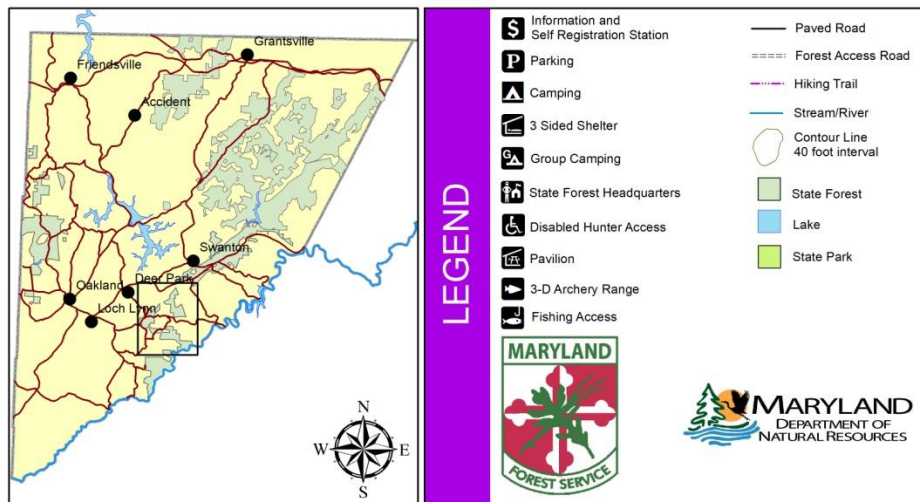 Grantsville
Friendsville
Accident
Swanton
Deer Park
Oakland
Loch Lynn
N
W
E
S
LEGEND
Information and
Self Registration Station
Parking
Camping
3 Sided Shelter
Group Camping
State Forest Headquarters
Disabled Hunter Access
Pavilion
3-D Archery Range
Fishing Access
$
P
G
Paved Road
Forest Access Road
Hiking Trail
Stream/River
Contour Line
40 foot interval
State Forest
Lake
State Park
MARYLAND
FOREST SERVICE
MARYLAND
DEPARTMENT OF
NATURAL RESOURCES